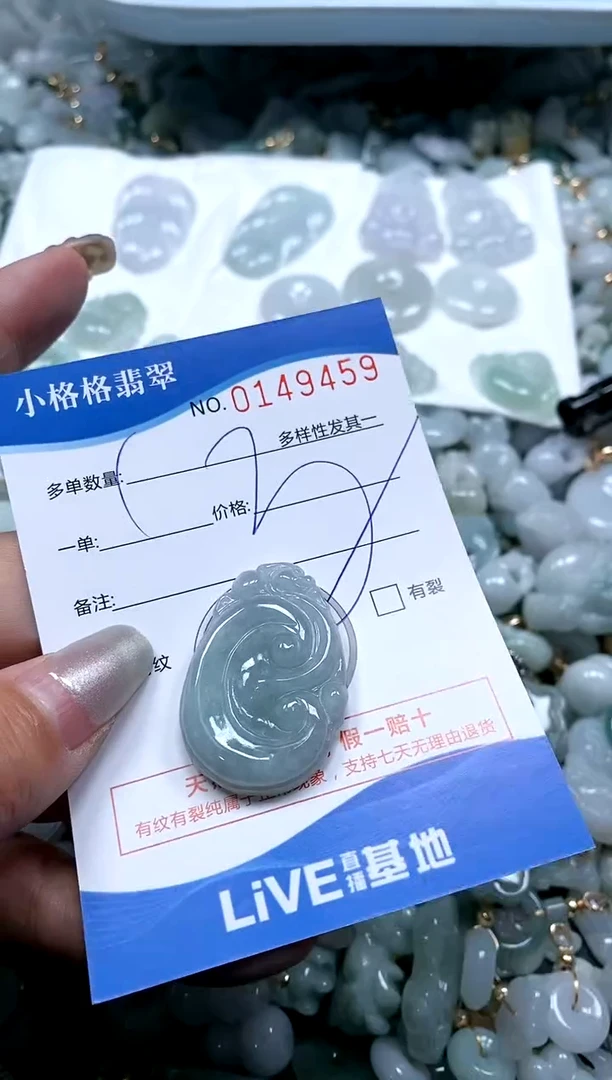 小格格翡翠
NO.0149459
多样性发其一
多单数量:
一单:
价格:
备注:
有裂
纹
假一赔十
天
有纹有裂纯属
现象，支持七天无理由退货
LiVE直播基地